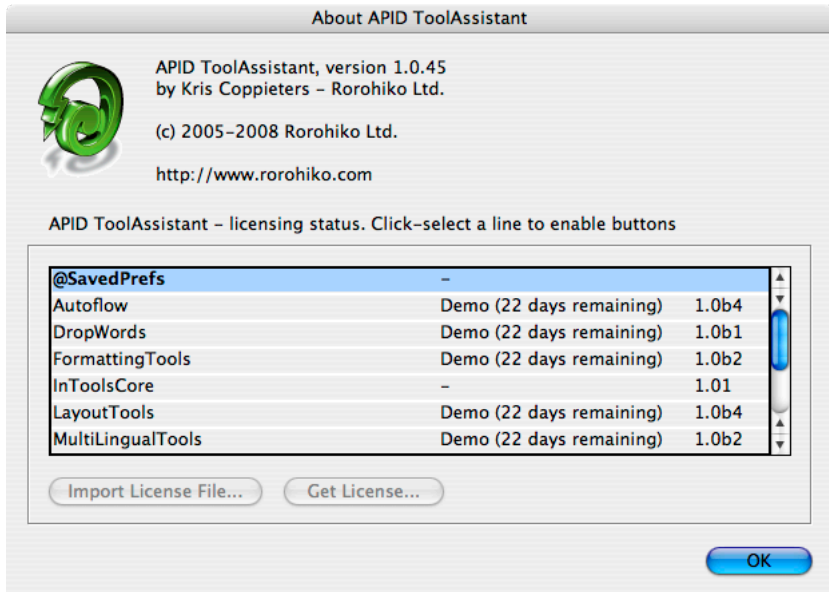 About APID ToolAssistant
APID ToolAssistant, version 1.0.45
by Kris Coppieters – Rorohiko Ltd.
(c) 2005–2008 Rorohiko Ltd.
http://www.rorohiko.com
APID ToolAssistant – licensing status. Click–select a line to enable buttons
@SavedPrefs –
Autoflow Demo (22 days remaining) 1.0b4
DropWords Demo (22 days remaining) 1.0b1
FormattingTools Demo (22 days remaining) 1.0b2
InToolsCore – 1.01
LayoutTools Demo (22 days remaining) 1.0b4
MultiLingualTools Demo (22 days remaining) 1.0b2
Import License File... Get License...
OK